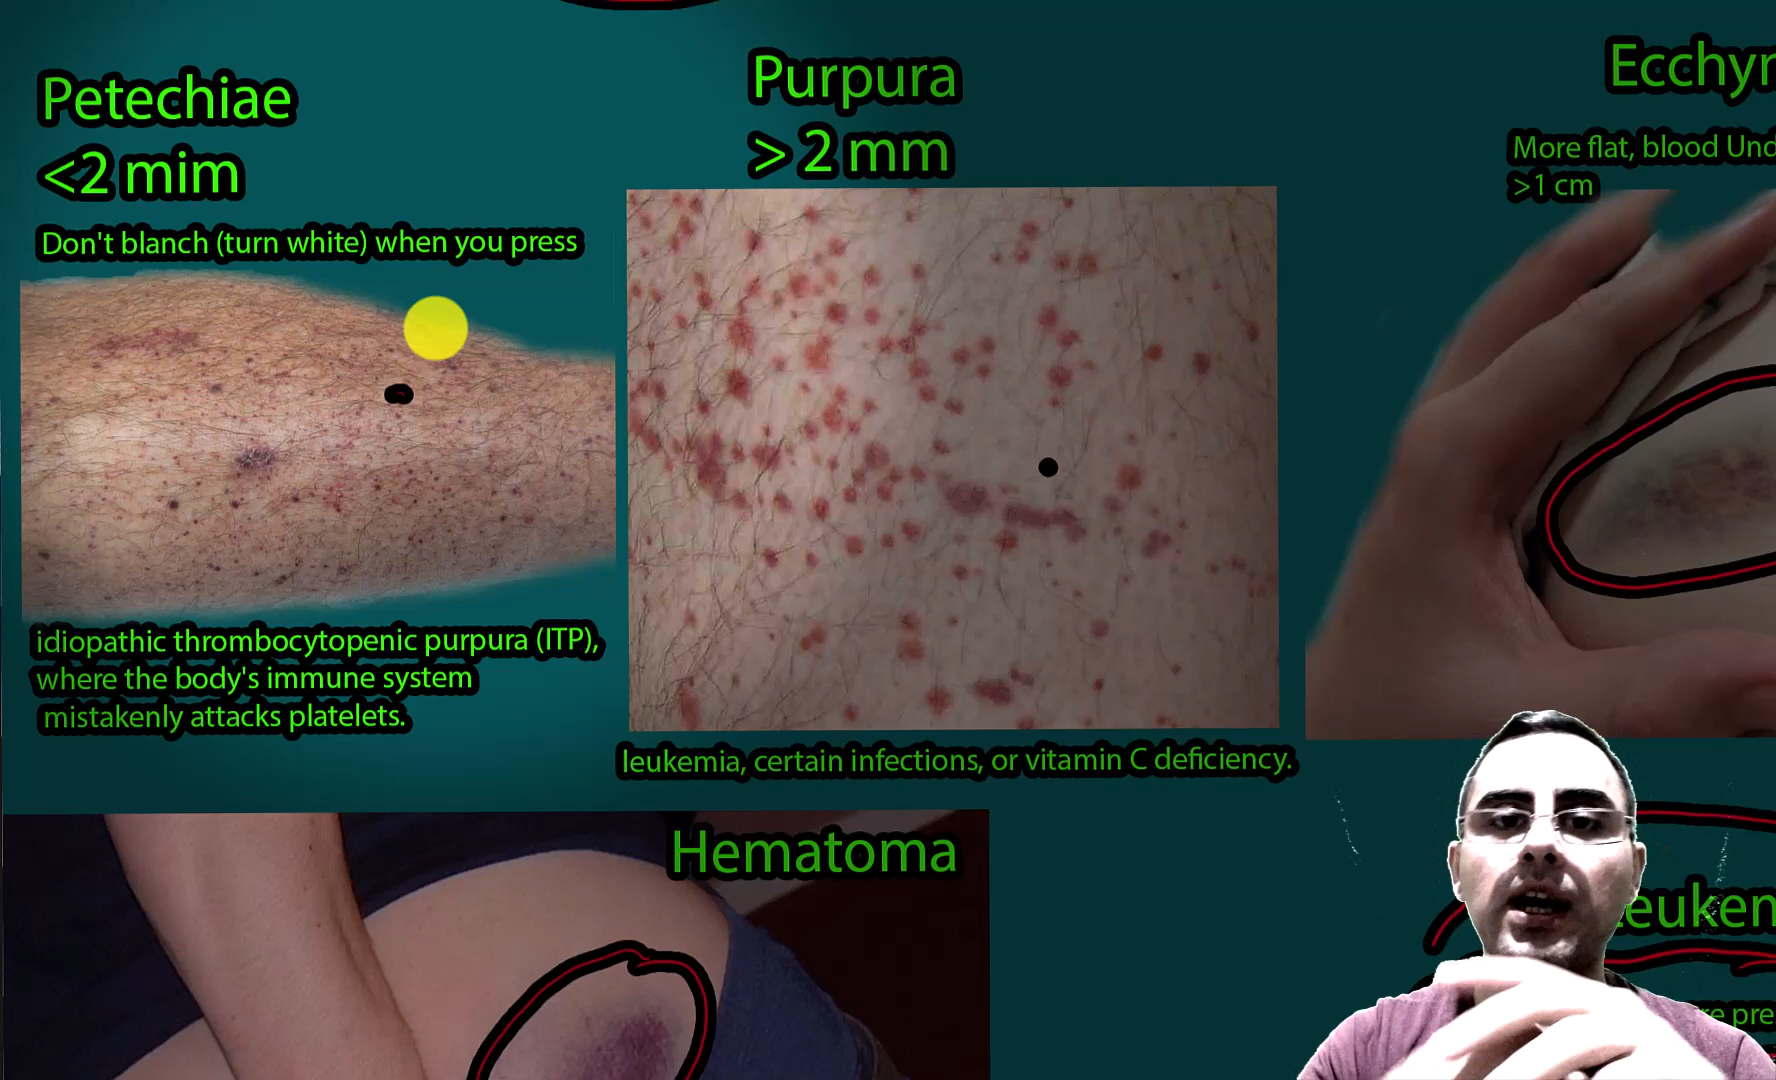 Petechiae
<2 mim
Don't blanch (turn white) when you press
idiopathic thrombocytopenic purpura (ITP),
where the body's immune system
mistakenly attacks platelets.
Purpura
> 2 mm
leukemia, certain infections, or vitamin C deficiency.
More flat, blood
>1 cm
Hematoma